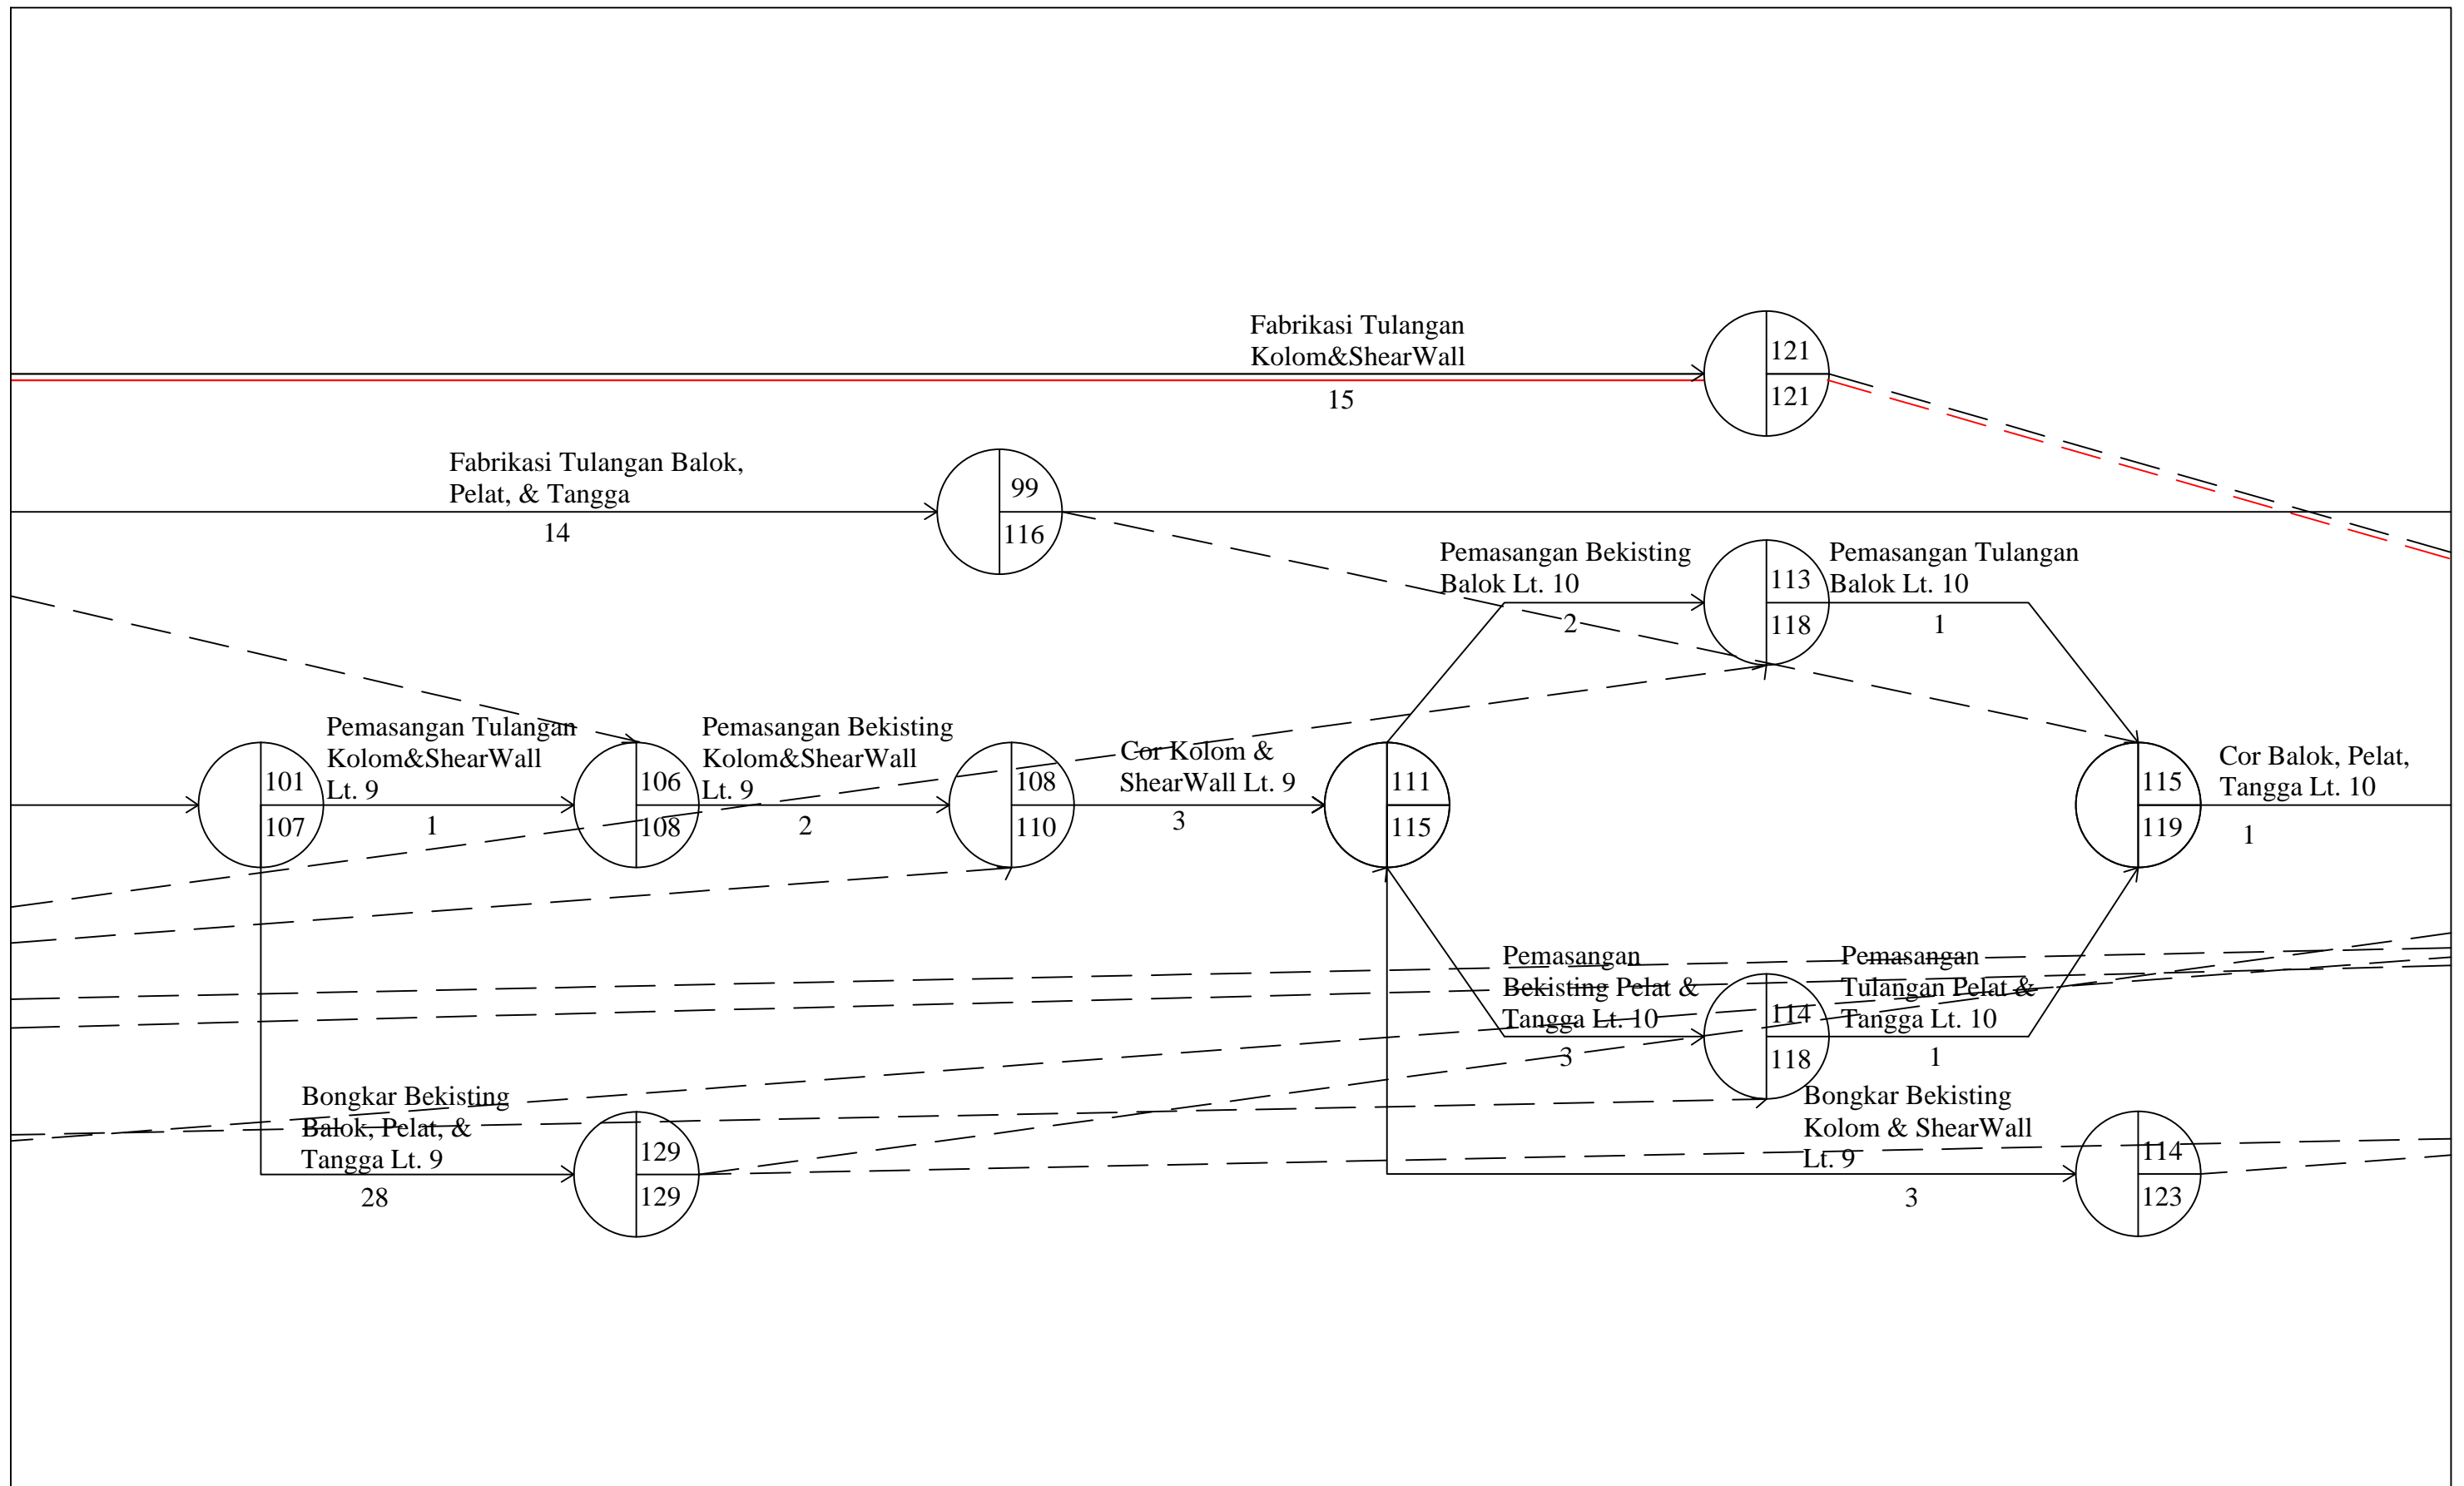 Fabrikasi Tulangan
Kolom&ShearWall
15
121
121
Fabrikasi Tulangan Balok,
Pelat, & Tangga
14
99
116
Pemasangan Bekisting
Balok Lt. 10
2
113
118
Pemasangan Tulangan
Balok Lt. 10
1
101
107
Pemasangan Tulangan
Kolom&ShearWall
Lt. 9
1
106
108
Pemasangan Bekisting
Kolom&ShearWall
Lt. 9
2
108
110
Cor Kolom &
ShearWall Lt. 9
3
111
115
115
119
Cor Balok, Pelat,
Tangga Lt. 10
1
Pemasangan
Bekisting Pelat &
Tangga Lt. 10
3
114
118
Pemasangan
Tulangan Pelat &
Tangga Lt. 10
1
Bongkar Bekisting
Balok, Pelat, &
Tangga Lt. 9
28
129
129
Bongkar Bekisting
Kolom & ShearWall
Lt. 9
3
114
123